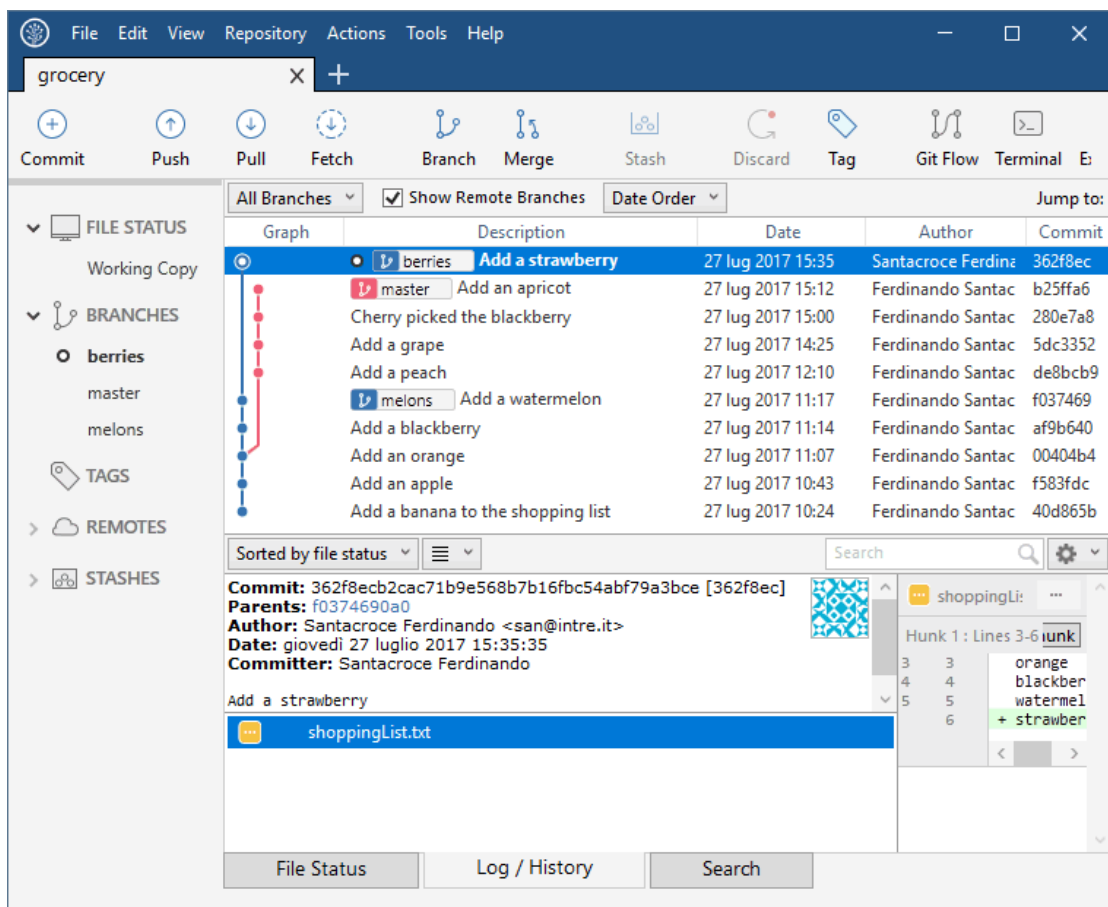 File Edit View Repository Actions Tools Help
grocery
Commit Push Pull Fetch Branch Merge Stash Discard Tag Git Flow Terminal
All Branches Show Remote Branches Date Order Jump to:
Graph Description Date Author Commit
berries Add a strawberry 27 lug 2017 15:35 Santacroce Ferdina 362f8ec
master Add an apricot 27 lug 2017 15:12 Ferdinando Santac b25ffa6
Cherry picked the blackberry 27 lug 2017 15:00 Ferdinando Santac 280e7a8
Add a grape 27 lug 2017 14:25 Ferdinando Santac 5dc3352
Add a peach 27 lug 2017 12:10 Ferdinando Santac de8bcb9
melons Add a watermelon 27 lug 2017 11:17 Ferdinando Santac f037469
Add a blackberry 27 lug 2017 11:14 Ferdinando Santac af9b640
Add an orange 27 lug 2017 11:07 Ferdinando Santac 00404b4
Add an apple 27 lug 2017 10:43 Ferdinando Santac f583fdc
Add a banana to the shopping list 27 lug 2017 10:24 Ferdinando Santac 40d865b
FILE STATUS
Working Copy
BRANCHES
berries
master
melons
TAGS
REMOTES
STASHES
Sorted by file status Search
Commit: 362f8ecb2cac71b9e568b7b16fbc54abf79a3bce [362f8ec]
Parents: f0374690a0
Author: Santacroce Ferdinando <san@intre.it>
Date: giovedì 27 luglio 2017 15:35:35
Committer: Santacroce Ferdinando
Add a strawberry
shoppingList.txt
shoppingLi: ...
Hunk 1 : Lines 3-6 unk
3 3 orange
4 4 blackber
5 5 watermel
6 + strawber
File Status Log / History Search